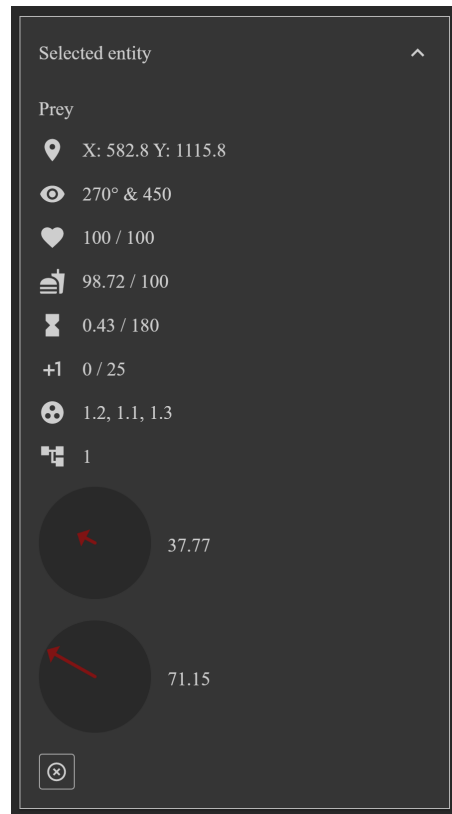 Selected entity
Prey
X: 582.8 Y: 1115.8
270° & 450
100 / 100
98.72 / 100
0.43 / 180
+1 0 / 25
1.2, 1.1, 1.3
1
37.77
71.15